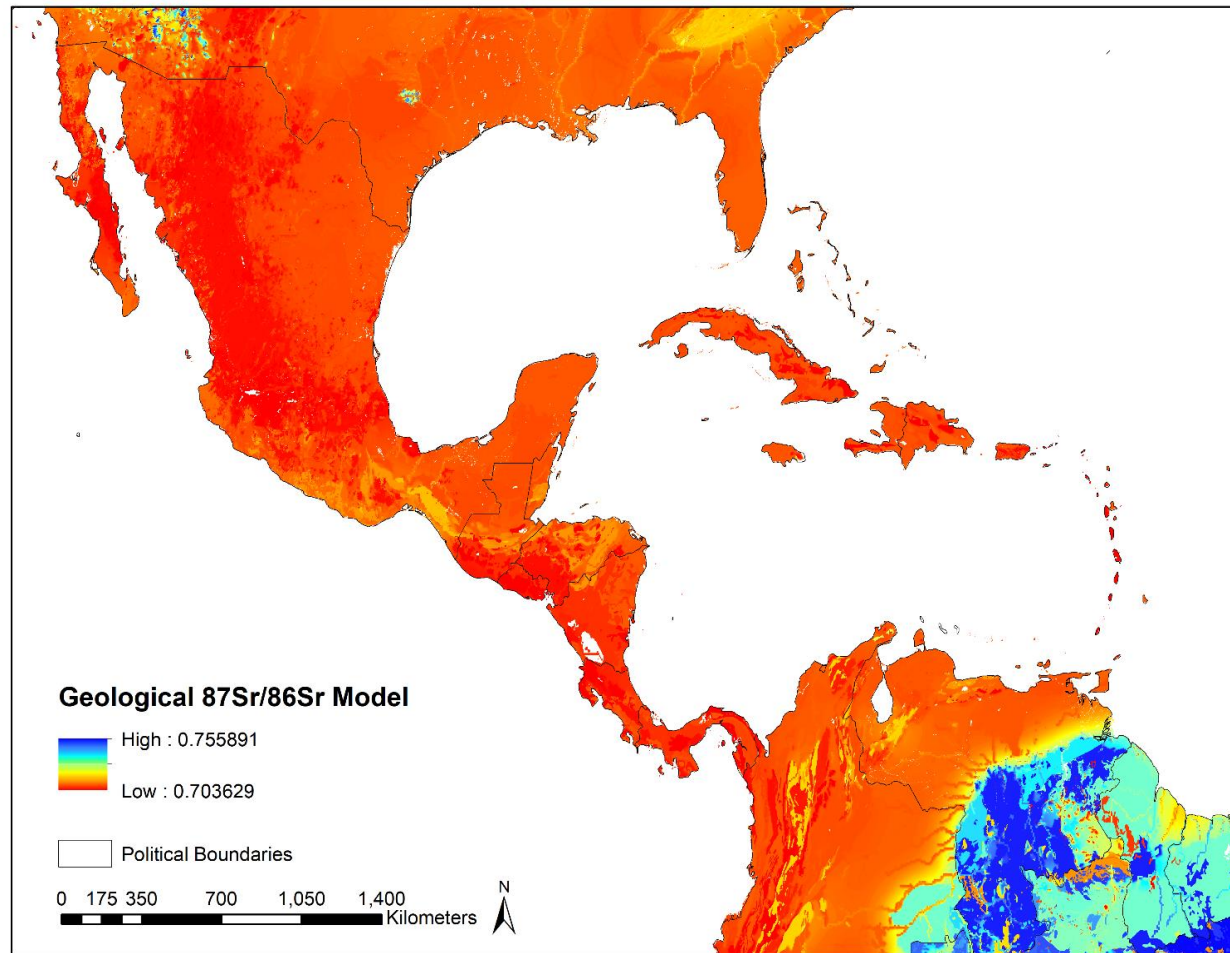 Geological 87Sr/86Sr Model
High : 0.755891
Low : 0.703629
Political Boundaries
0 175 350 700 1,050 1,400
Kilometers
N